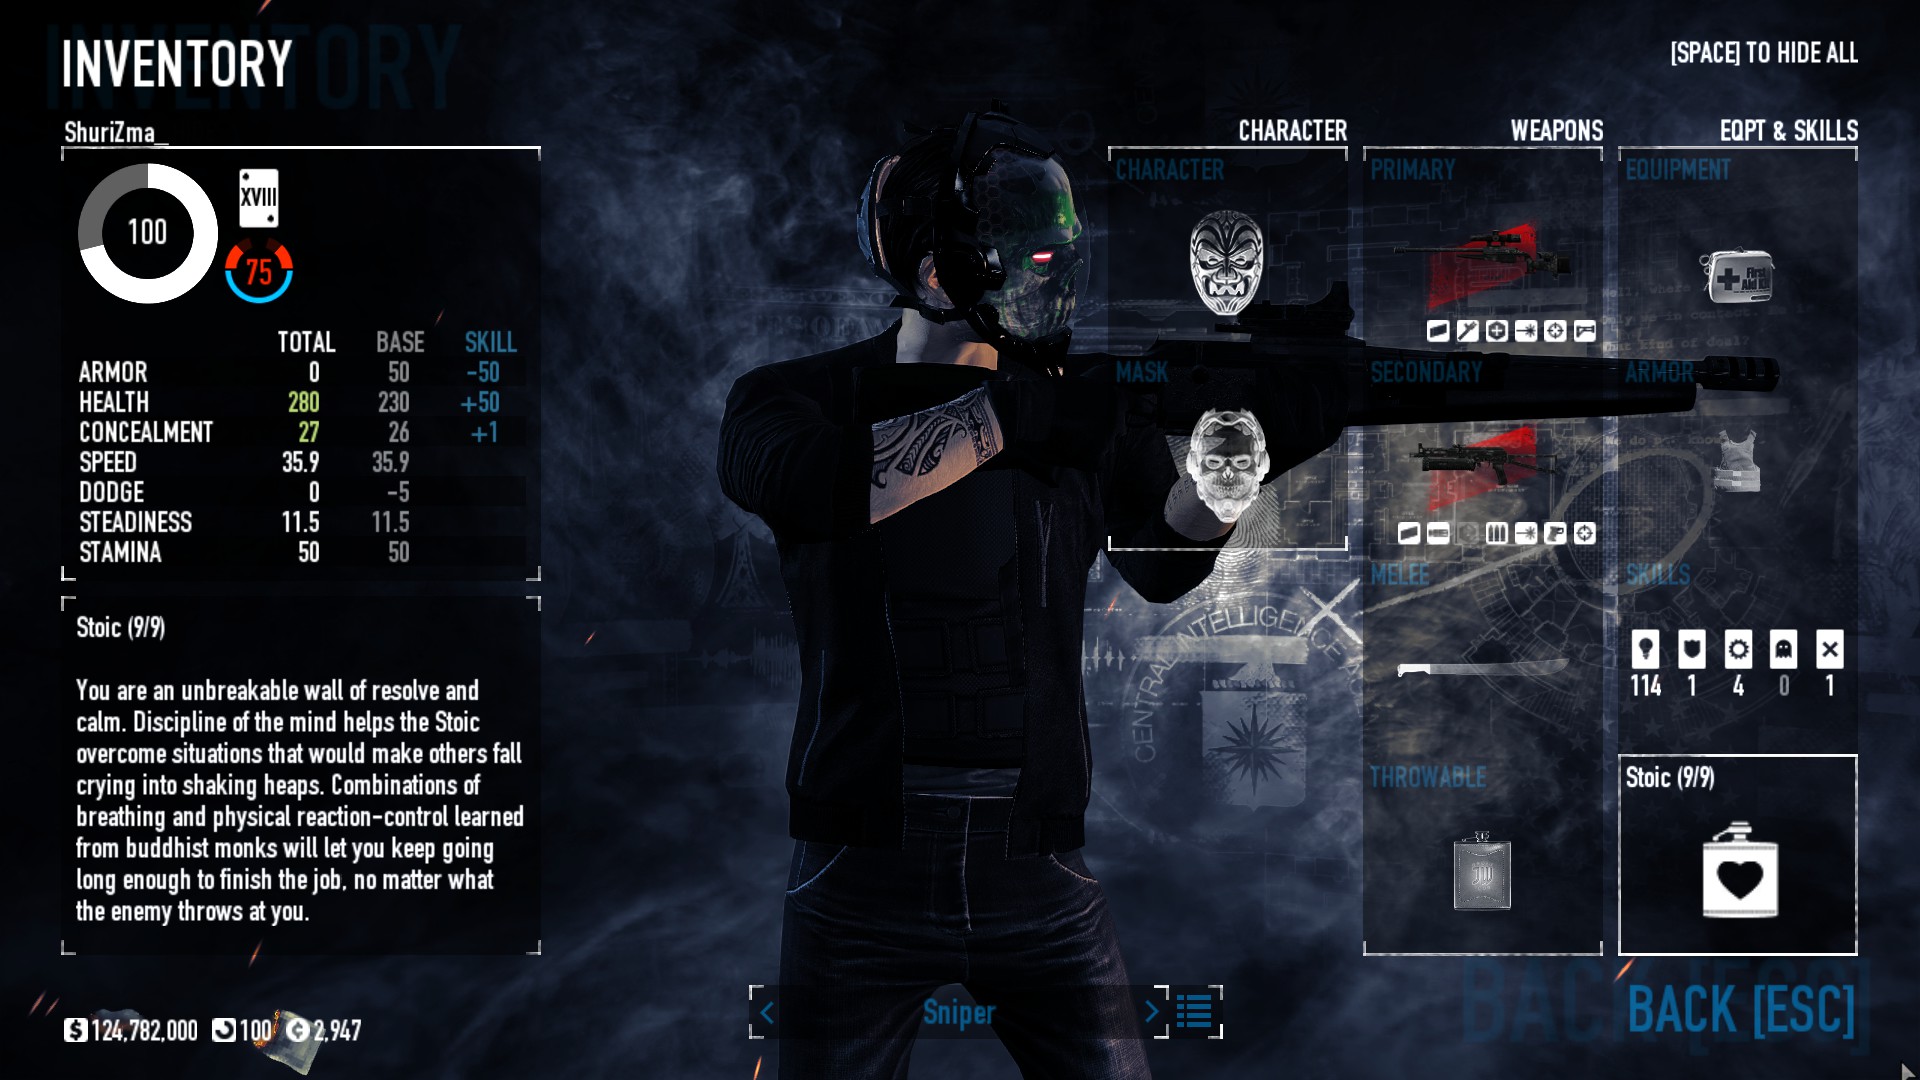 INVENTORY
[SPACE] TO HIDE ALL
ShuriZma_
CHARACTER
WEAPONS
EQPT & SKILLS
100
XVIII
75
TOTAL BASE SKILL
ARMOR 0 50 -50
HEALTH 280 230 +50
CONCEALMENT 27 26 +1
SPEED 35.9 35.9
DODGE 0 -5
STEADINESS 11.5 11.5
STAMINA 50 50
Stoic (9/9)
You are an unbreakable wall of resolve and
calm. Discipline of the mind helps the Stoic
overcome situations that would make others fall
crying into shaking heaps. Combinations of
breathing and physical reaction-control learned
from buddhist monks will let you keep going
long enough to finish the job, no matter what
the enemy throws at you.
CHARACTER
MASK
PRIMARY
SECONDARY
MELEE
THROWABLE
JW
EQUIPMENT
First
Aid Kit
ARMOR
SKILLS
114 1 4 0 1
Stoic (9/9)
CENTRAL INTELLIGENCE
$ 124,782,000 100 C 2,947
Sniper
BACK [ESC]